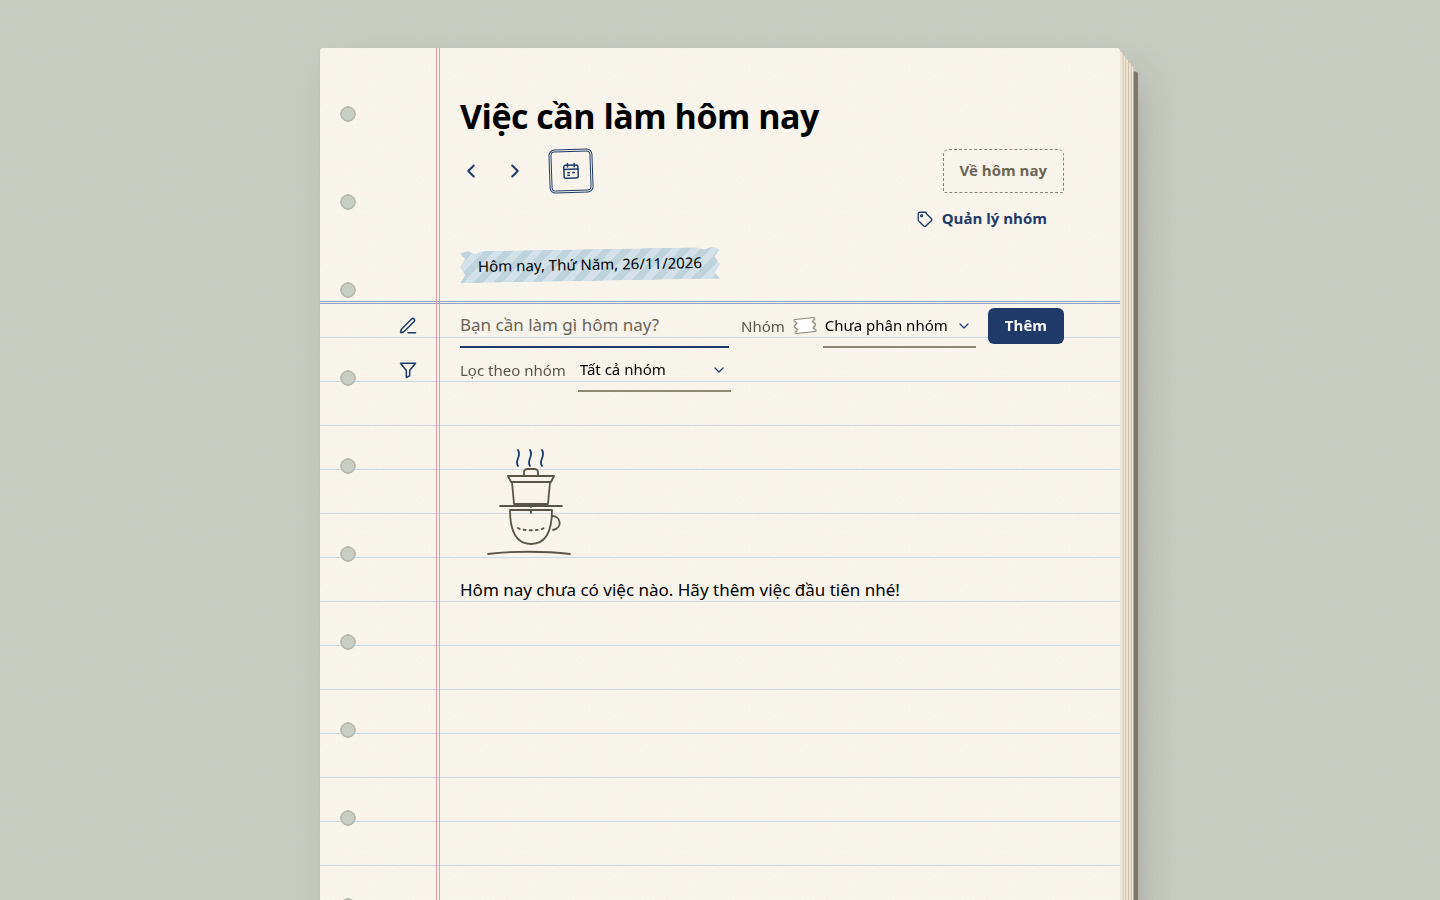 Việc cần làm hôm nay
Về hôm nay
Quản lý nhóm
Hôm nay, Thứ Năm, 26/11/2026
Bạn cần làm gì hôm nay? Nhóm Chưa phân nhóm Thêm
Lọc theo nhóm Tất cả nhóm
Hôm nay chưa có việc nào. Hãy thêm việc đầu tiên nhé!